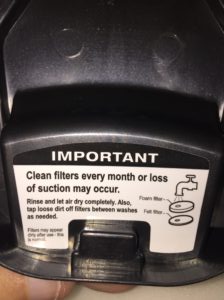 IMPORTANT
Clean filters every month or loss
of suction may occur.
Rinse and let air dry completely. Also,
tap loose dirt off filters between washes
as needed.
Foam filter
Felt filter
Filters may appear
dirty after use - this
is normal.